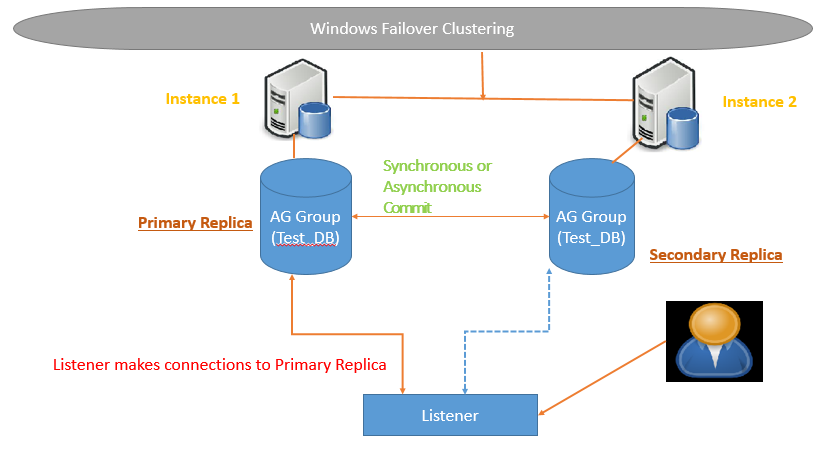 Windows Failover Clustering
Instance 1
Instance 2
Synchronous or
Asynchronous
Commit
Primary Replica
AG Group
(Test_DB)
AG Group
(Test_DB)
Secondary Replica
Listener makes connections to Primary Replica
Listener